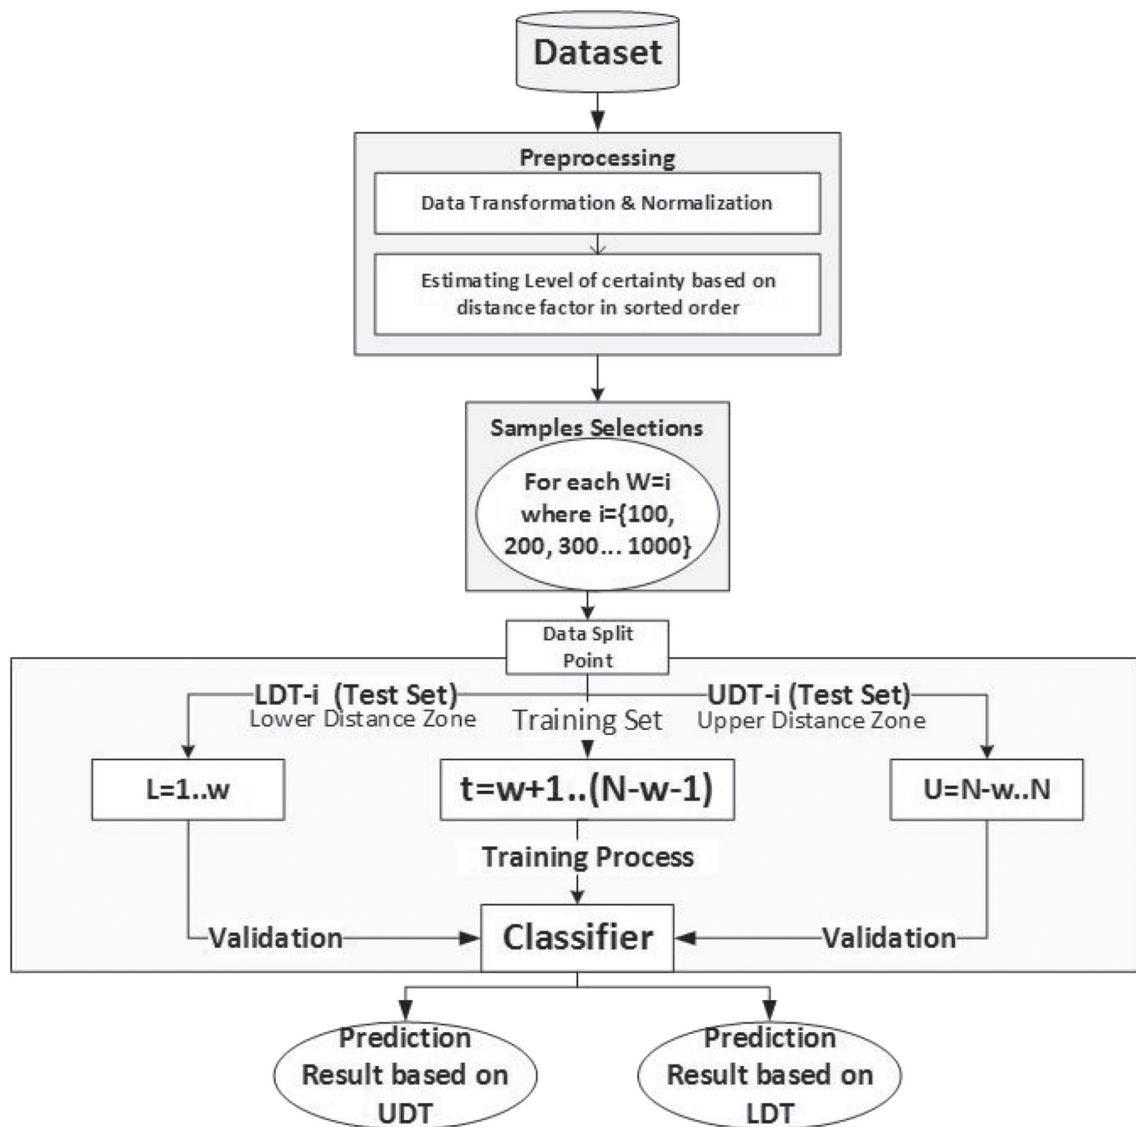 Dataset
Preprocessing
Data Transformation & Normalization
Estimating Level of certainty based on
distance factor in sorted order
Samples Selections
For each W=i
where i={100,
200, 300... 1000}
Data Split
Point
LDT-i (Test Set)
Lower Distance Zone
Training Set
UDT-i (Test Set)
Upper Distance Zone
L=1..w
t=w+1..(N-w-1)
U=N-w..N
Training Process
Validation
Classifier
Validation
Prediction
Result based on
UDT
Prediction
Result based on
LDT